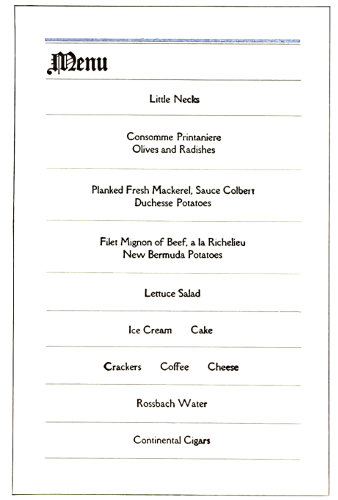 Menu
Little Necks
Consomme Printaniere
Olives and Radishes
Planked Fresh Mackerel, Sauce Colbert
Duchesse Potatoes
Filet Mignon of Beef, a la Richelieu
New Bermuda Potatoes
Lettuce Salad
Ice Cream Cake
Crackers Coffee Cheese
Rossbach Water
Continental Cigars